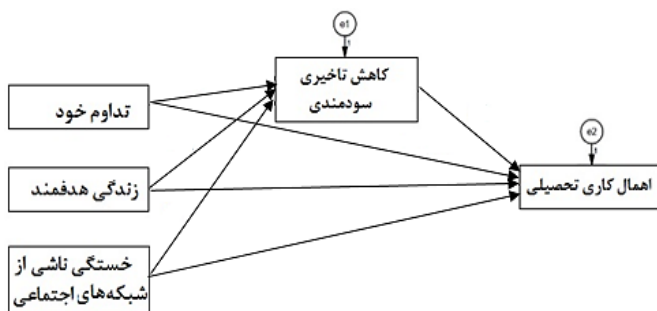 e1
1
کاهش تاخیری
سودمندی
تداوم خود
e2
1
زندگی هدفمند
اهمال کاری تحصیلی
خستگی ناشی از
شبکه‌های اجتماعی